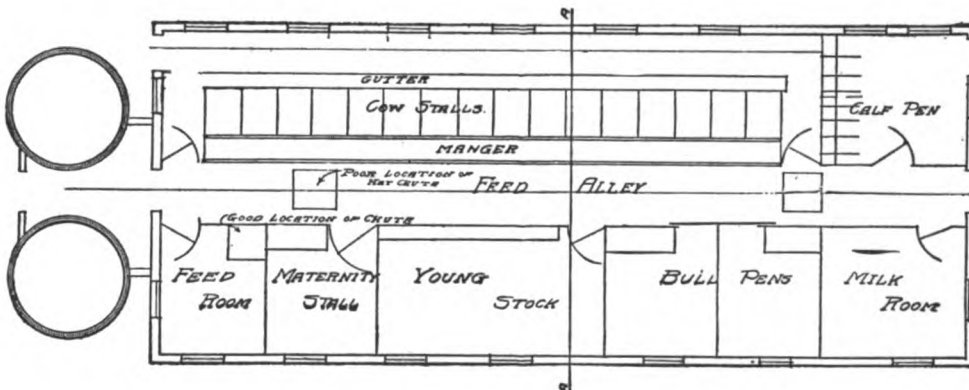 A
GUTTER
COW STALLS.
CALF PEN
MANGER
POOR LOCATION OF
HAY CHUTE
FEED ALLEY
GOOD LOCATION OF CHUTE
FEED
ROOM
MATERNITY
STALL
YOUNG
STOCK
BULL PENS
MILK
ROOM
A